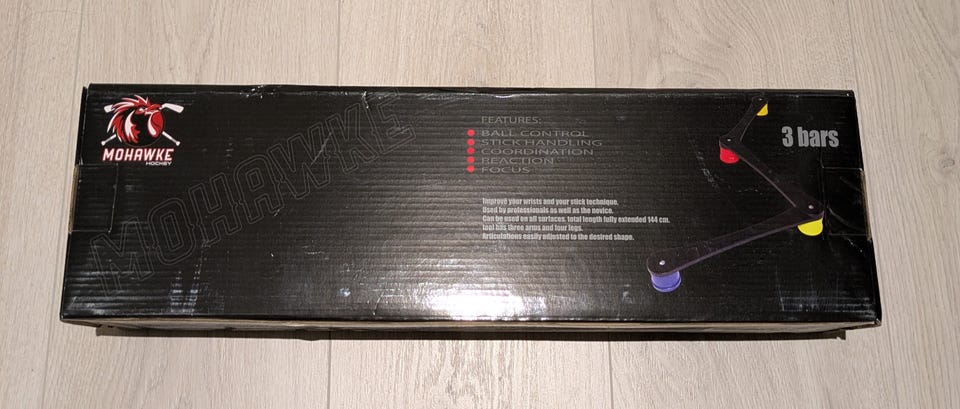 MOHAWKE
HOCKEY
MOHAWKE
FEATURES:
BALL CONTROL
STICK HANDLING
COORDINATION
REACTION
FOCUS
Improve your wrists and your stick technique.
Used by professionals as well as the novice.
Can be used on all surfaces. total length fully extended 144 cm.
tool has three arms and four legs.
Articulations easily adjusted to the desired shape.
3 bars